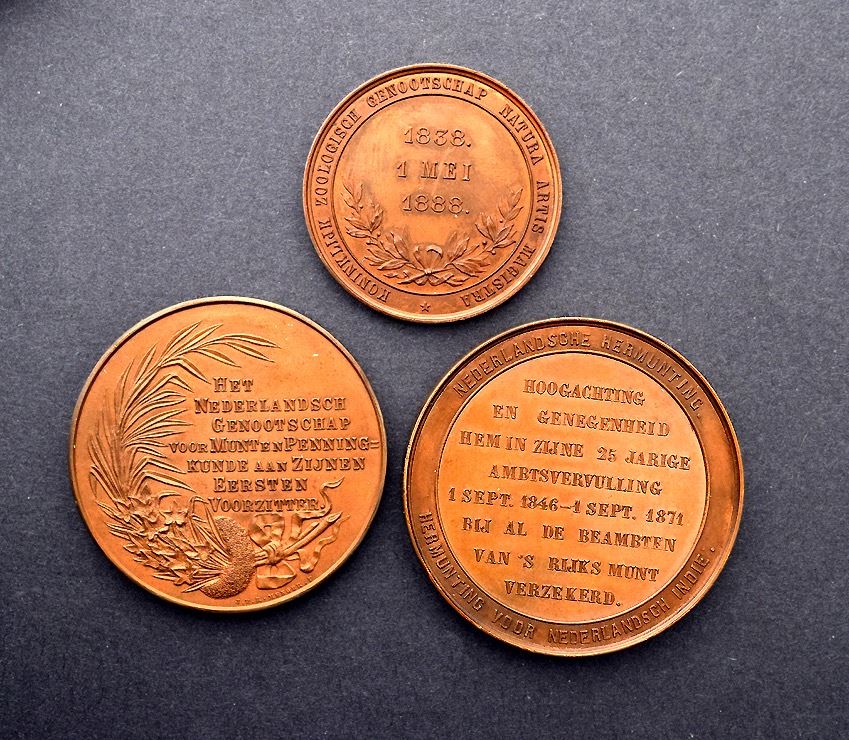 KONINKLIJK ZOOLOGISCH GENOOTSCHAP NATURA ARTIS MAGISTRA
1838.
1 MEI
1888.
HET
NEDERLANDSCH
GENOOTSCHAP
VOOR MUNT EN PENNING=
KUNDE AAN ZIJNEN
EERSTEN
VOORZITTER.
NEDERLANDSCHE HERMUNTING.
HOOGACHTING
EN GENEGENHEID
HEM IN ZIJNE 25 JARIGE
AMBTSVERVULLING
1 SEPT. 1846-1 SEPT. 1871
BIJ AL DE BEAMBTEN
VAN 'S RIJKS MUNT
VERZEKERD.
HERMUNTING VOOR NEDERLANDSCH INDIE.